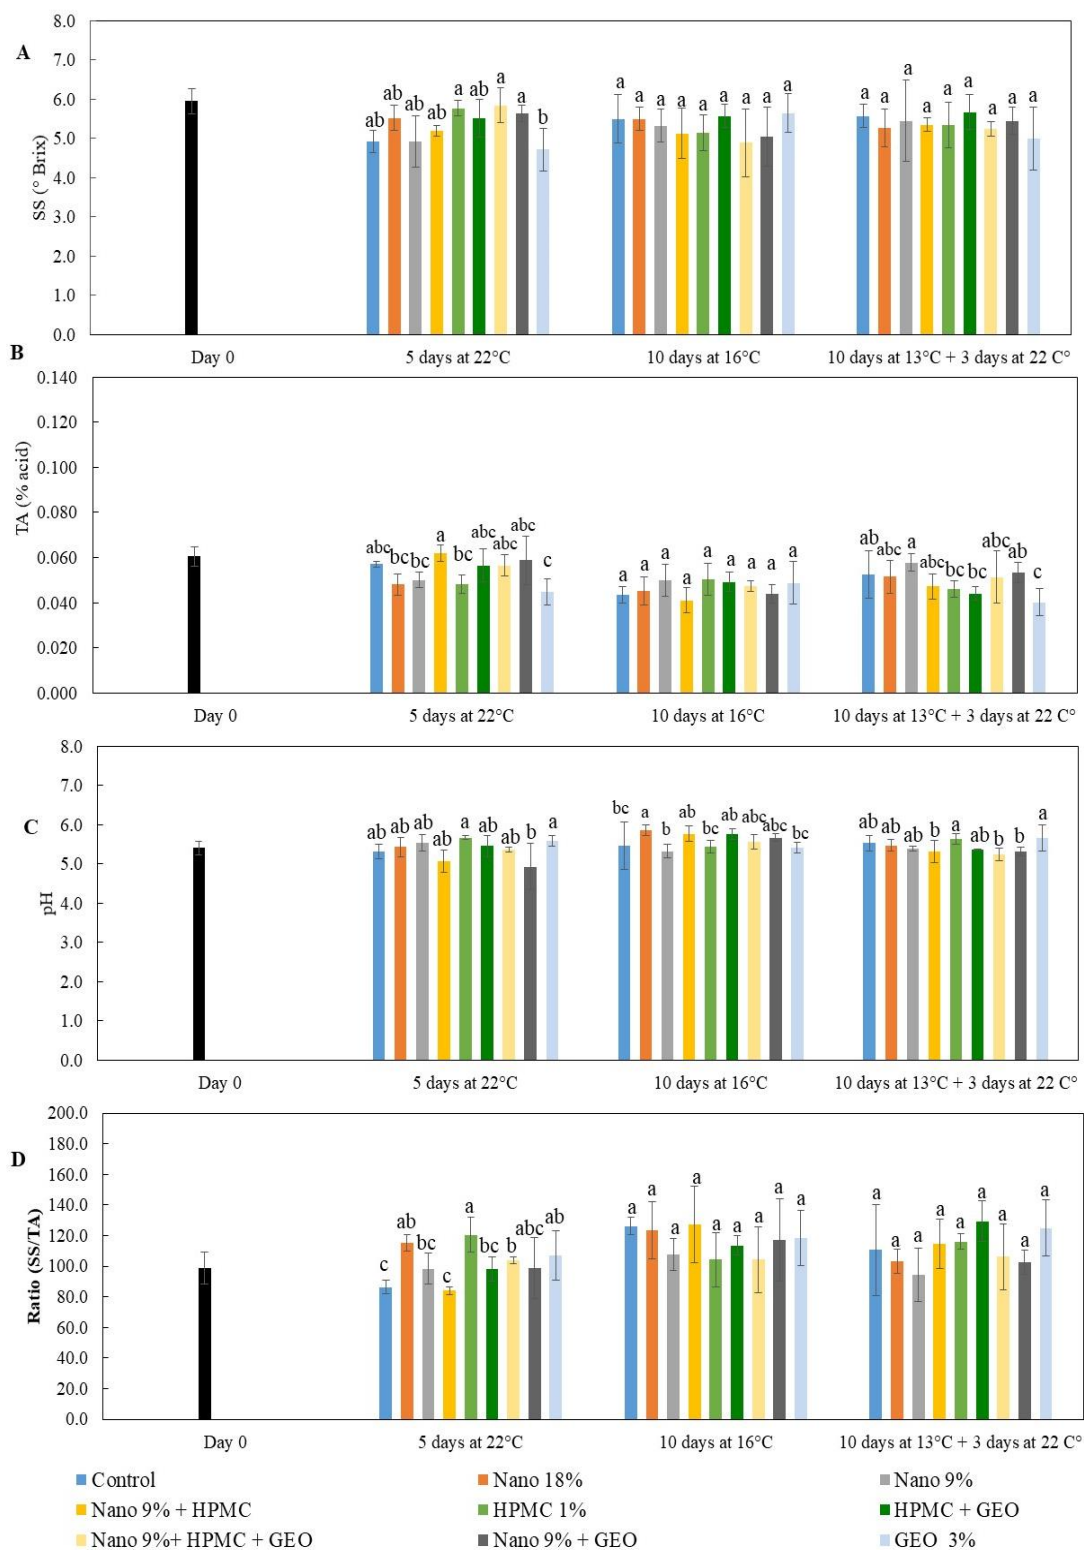 8.0
A
7.0
6.0
5.0
4.0
3.0
2.0
1.0
0.0
SS (° Brix)
ab ab ab ab a ab a a b
a a a a a a a a a
a a a a a a a a a
Day 0 5 days at 22°C 10 days at 16°C 10 days at 13°C + 3 days at 22 C°
B
0.140
0.120
0.100
0.080
0.060
0.040
0.020
0.000
TA (% acid)
abc bc bc a bc abc abc abc c
a a a a a a a a a
ab abc a abc bc bc abc ab c
Day 0 5 days at 22°C 10 days at 16°C 10 days at 13°C + 3 days at 22 C°
8.0
7.0
C
6.0
5.0
4.0
3.0
2.0
1.0
0.0
pH
ab ab ab ab a ab ab b a
bc a b ab bc ab abc abc bc
ab ab ab b a ab b b a
Day 0 5 days at 22°C 10 days at 16°C 10 days at 13°C + 3 days at 22 C°
200.0
180.0
D
160.0
140.0
120.0
100.0
80.0
60.0
40.0
20.0
0.0
Ratio (SS/TA)
c ab bc c a bc b abc ab
a a a a a a a a a
a a a a a a a a a
Day 0 5 days at 22°C 10 days at 16°C 10 days at 13°C + 3 days at 22 C°
Control Nano 18% Nano 9%
Nano 9% + HPMC HPMC 1% HPMC + GEO
Nano 9%+ HPMC + GEO Nano 9% + GEO GEO 3%